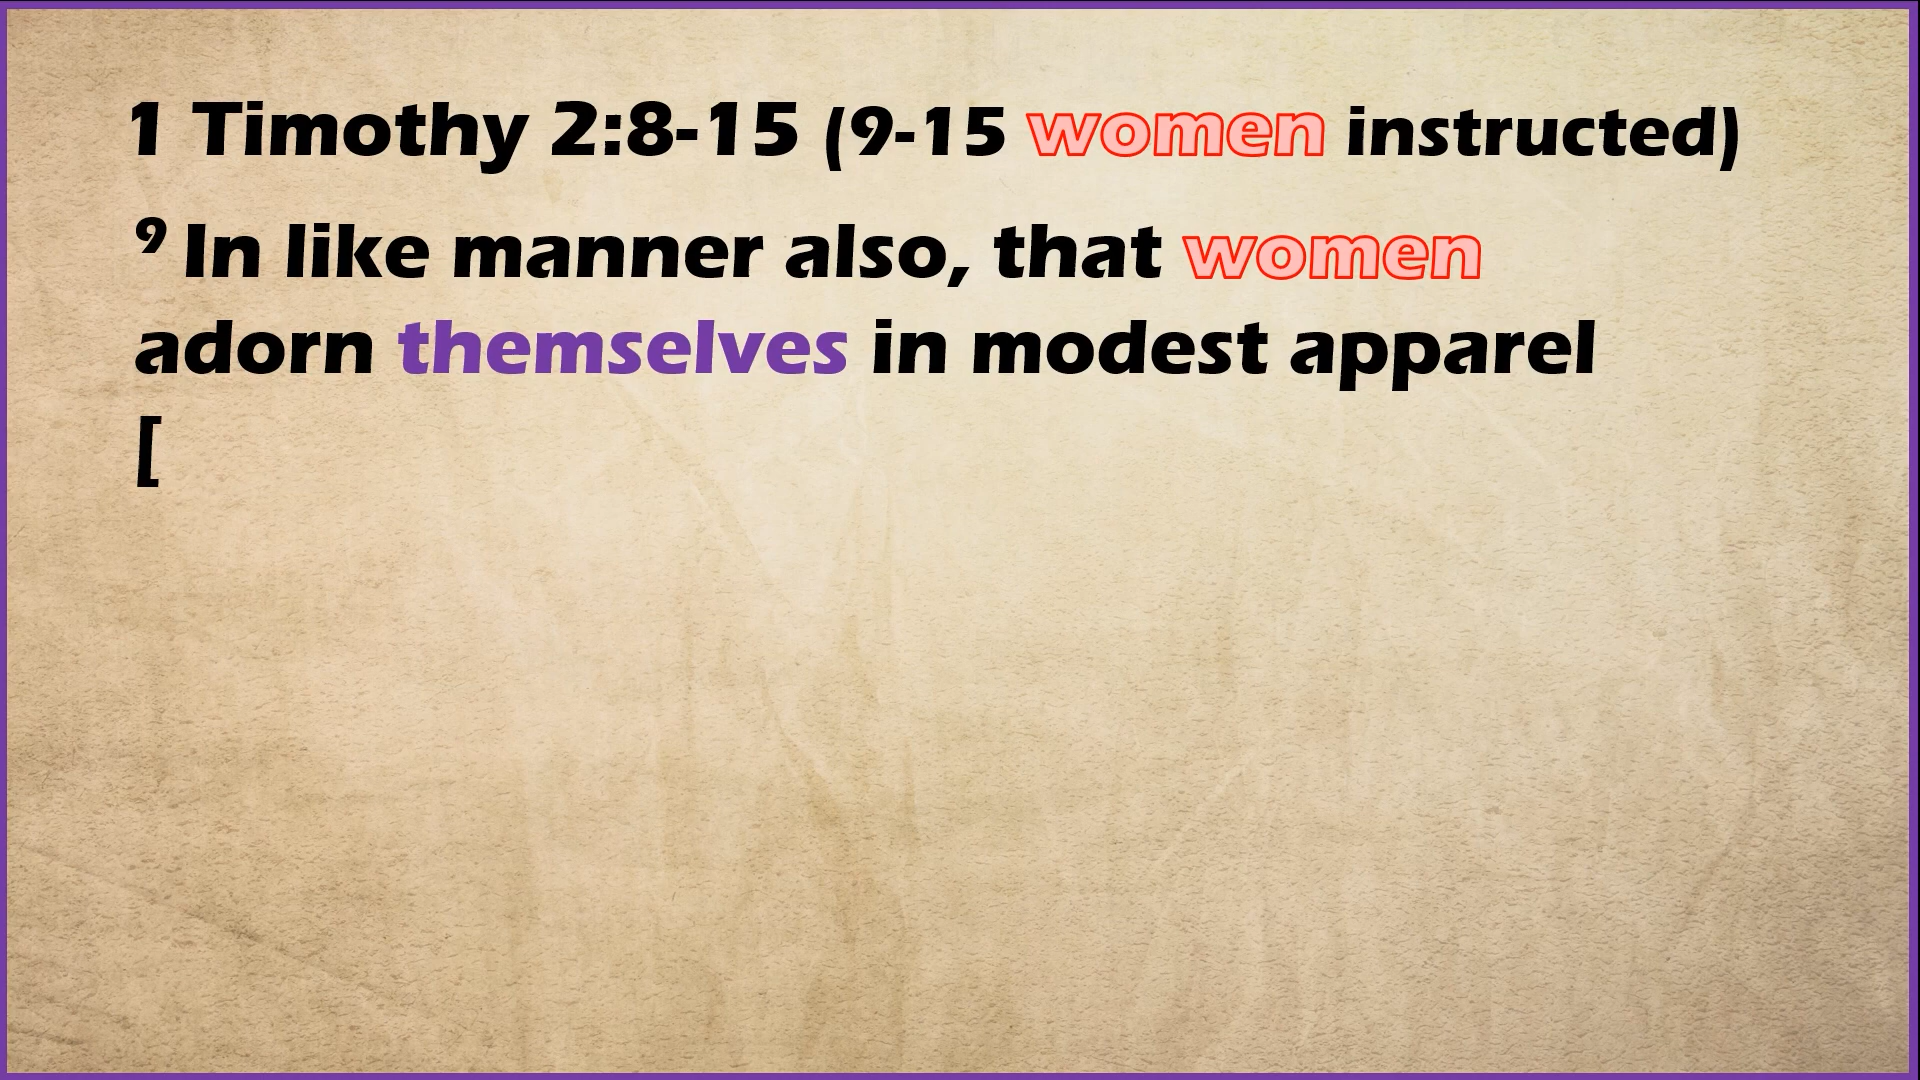 1 Timothy 2:8-15 (9-15 women instructed)
9 In like manner also, that women
adorn themselves in modest apparel
[